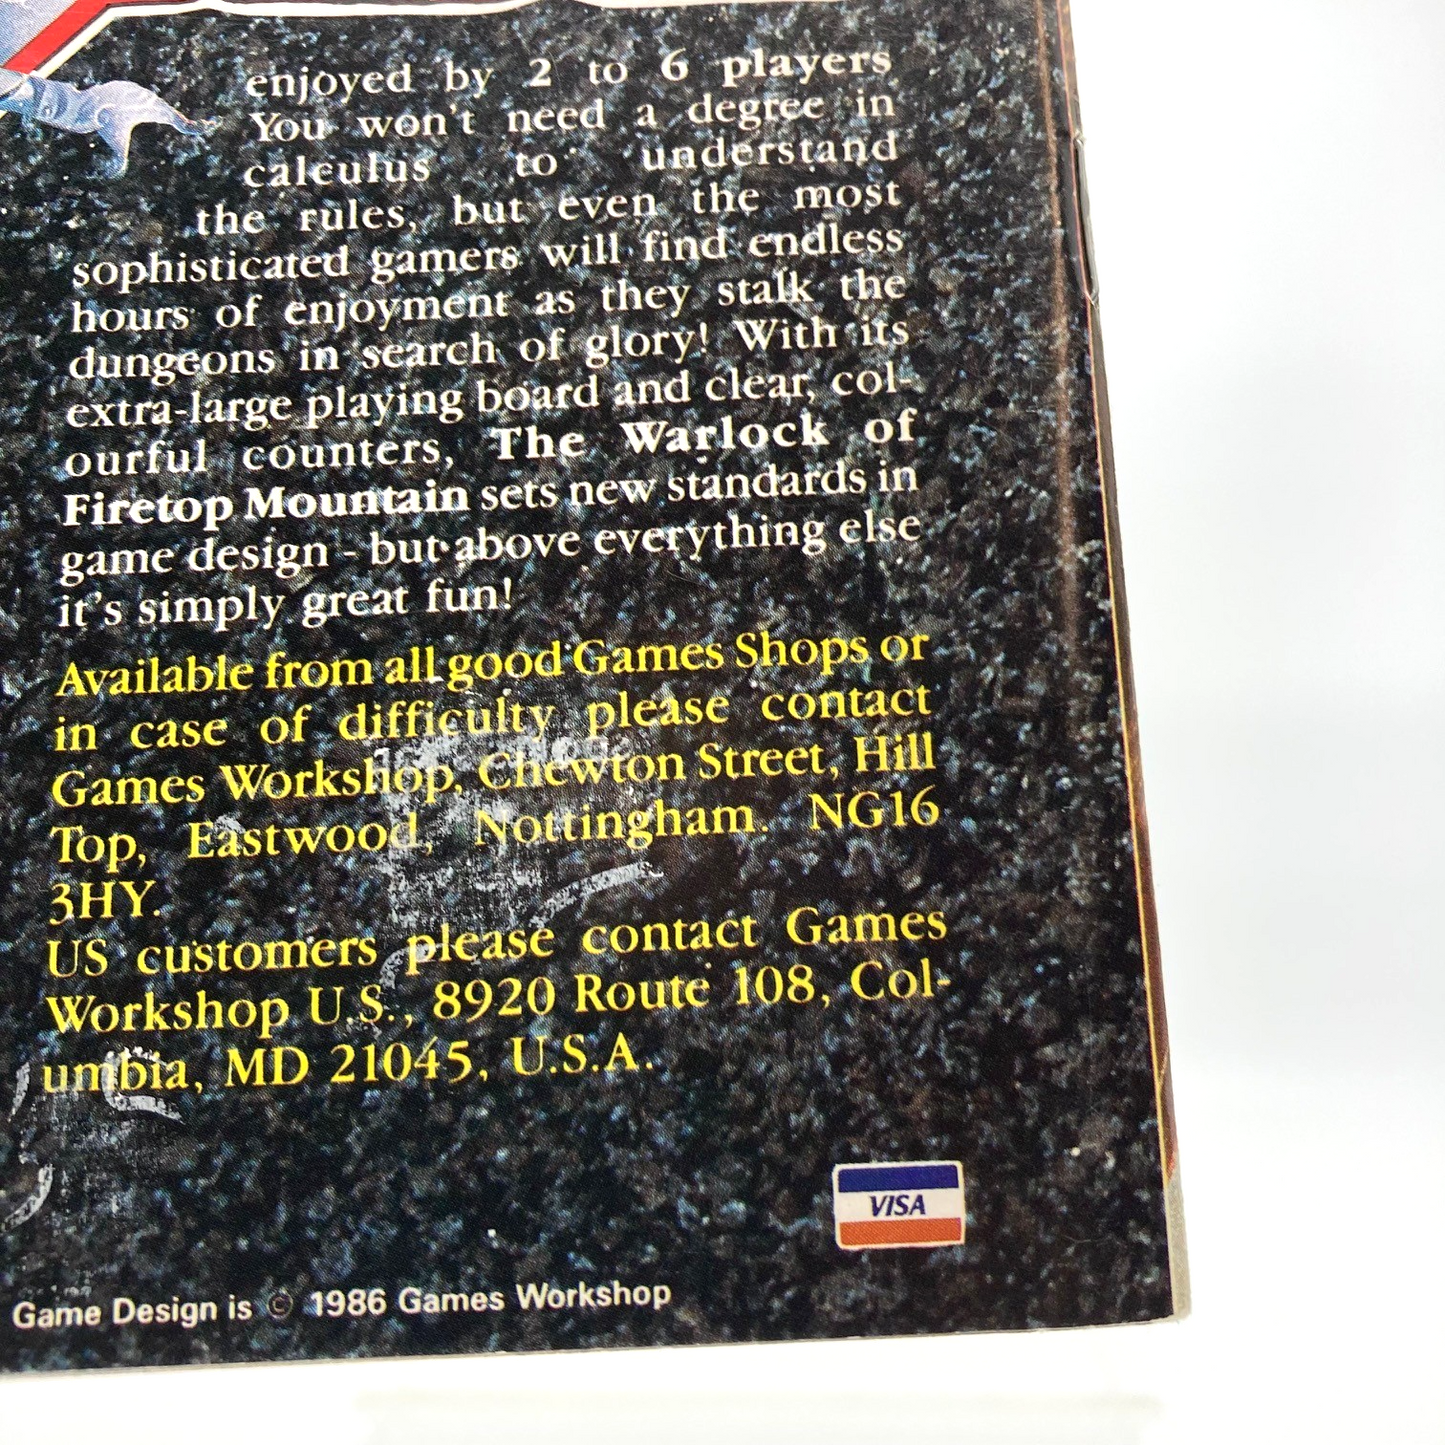 enjoyed by 2 to 6 players
You won't need a degree in
calculus to understand
the rules, but even the most
sophisticated gamers will find endless
hours of enjoyment as they stalk the
dungeons in search of glory! With its
extra-large playing board and clear, col-
ourful counters, The Warlock of
Firetop Mountain sets new standards in
game design - but above everything else
it's simply great fun!
Available from all good Games Shops or
in case of difficulty please contact
Games Workshop, Chewton Street, Hill
Top, Eastwood, Nottingham. NG16
3HY.
US customers please contact Games
Workshop U.S., 8920 Route 108, Col-
umbia, MD 21045, U.S.A.
VISA
Game Design is © 1986 Games Workshop